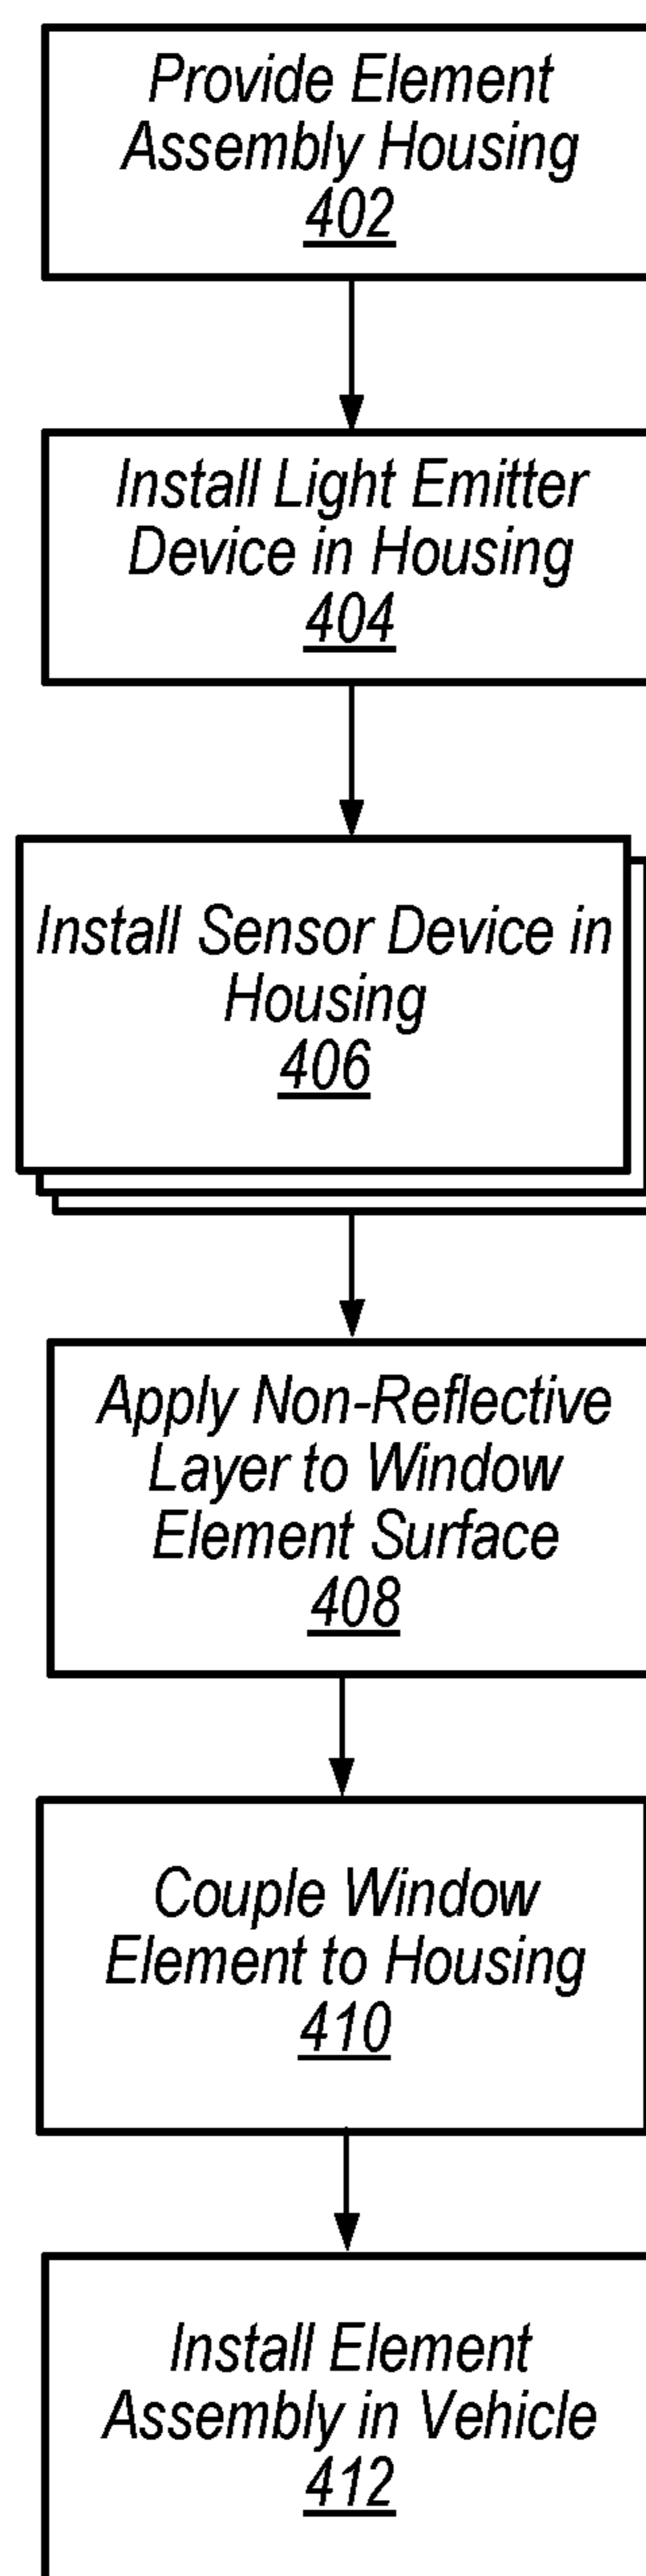 Provide Element
Assembly Housing
402
Install Light Emitter
Device in Housing
404
Install Sensor Device in
Housing
406
Apply Non-Reflective
Layer to Window
Element Surface
408
Couple Window
Element to Housing
410
Install Element
Assembly in Vehicle
412